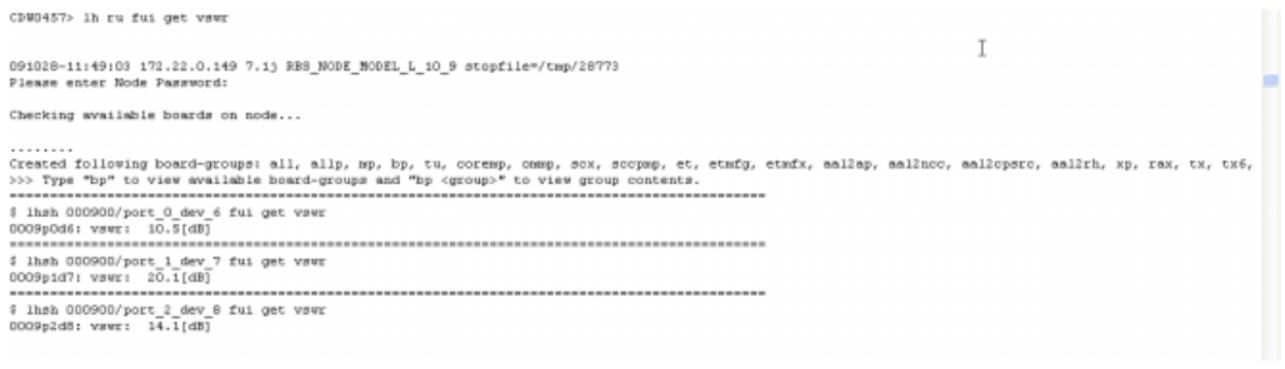 CDW0457> lh ru fui get vswr
091028-11:49:03 172.22.0.149 7.1j RBS_NODE_MODEL_L_10_9 stopfile=/tmp/28773
Please enter Node Password:
Checking available boards on node...
........
Created following board-groups: all, allp, mp, bp, tu, coremp, ommp, scx, sccpmp, et, etmfg, etmfx, aal2ap, aal2ncc, aal2cpsrc, aal2rh, xp, rax, tx, tx6,
>>> Type "bp" to view available board-groups and "bp <group>" to view group contents.
===============================================================================================
$ lhsh 000900/port_0_dev_6 fui get vswr
0009p0d6: vswr: 10.5[dB]
===============================================================================================
$ lhsh 000900/port_1_dev_7 fui get vswr
0009p1d7: vswr: 20.1[dB]
===============================================================================================
$ lhsh 000900/port_2_dev_8 fui get vswr
0009p2d8: vswr: 14.1[dB]